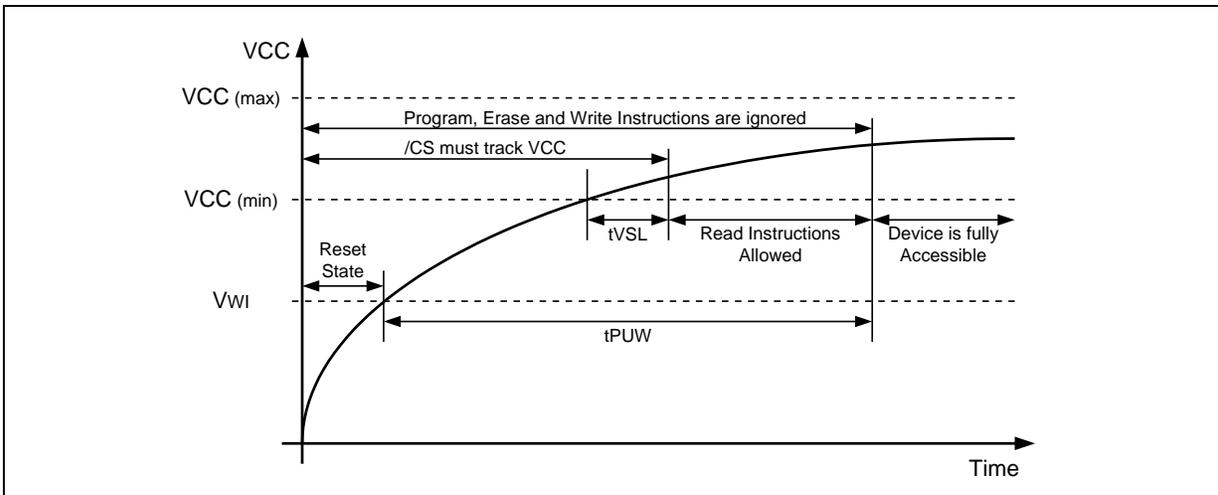 VCC
VCC (max)
Program, Erase and Write Instructions are ignored
/CS must track VCC
VCC (min)
tVSL
Read Instructions
Allowed
Device is fully
Accessible
Reset
State
VWI
tPUW
Time